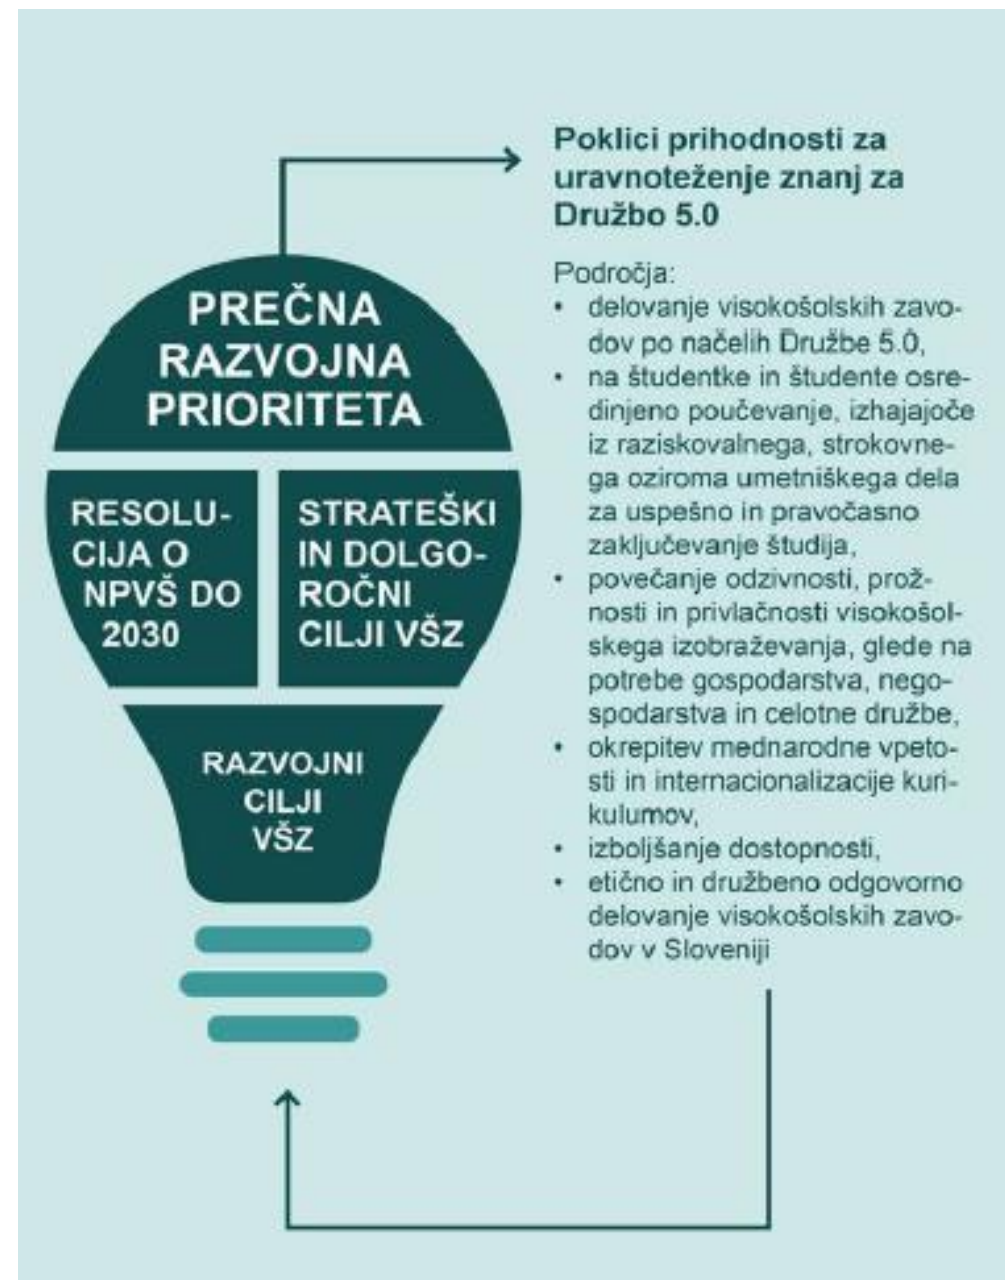 PREČNA
RAZVOJNA
PRIORITETA
RESOLU-
CIJA O
NPVŠ DO
2030
STRATEŠKI
IN DOLGO-
ROČNI
CILJI VŠZ
RAZVOJNI
CILJI
VŠZ
Poklici prihodnosti za
uravnoteženje znanj za
Družbo 5.0
Področja:
• delovanje visokošolskih zavo-
dov po načelih Družbe 5.0,
• na študentke in študente osre-
dinjeno poučevanje, izhajajoče
iz raziskovalnega, strokovne-
ga oziroma umetniškega dela
za uspešno in pravočasno
zaključevanje študija,
• povečanje odzivnosti, prož-
nosti in privlačnosti visokošol-
skega izobraževanja, glede na
potrebe gospodarstva, nego-
spodarstva in celotne družbe,
• okrepitev mednarodne vpeto-
sti in internacionalizacije kuri-
kulumov,
• izboljšanje dostopnosti,
• etično in družbeno odgovorno
delovanje visokošolskih zavo-
dov v Sloveniji